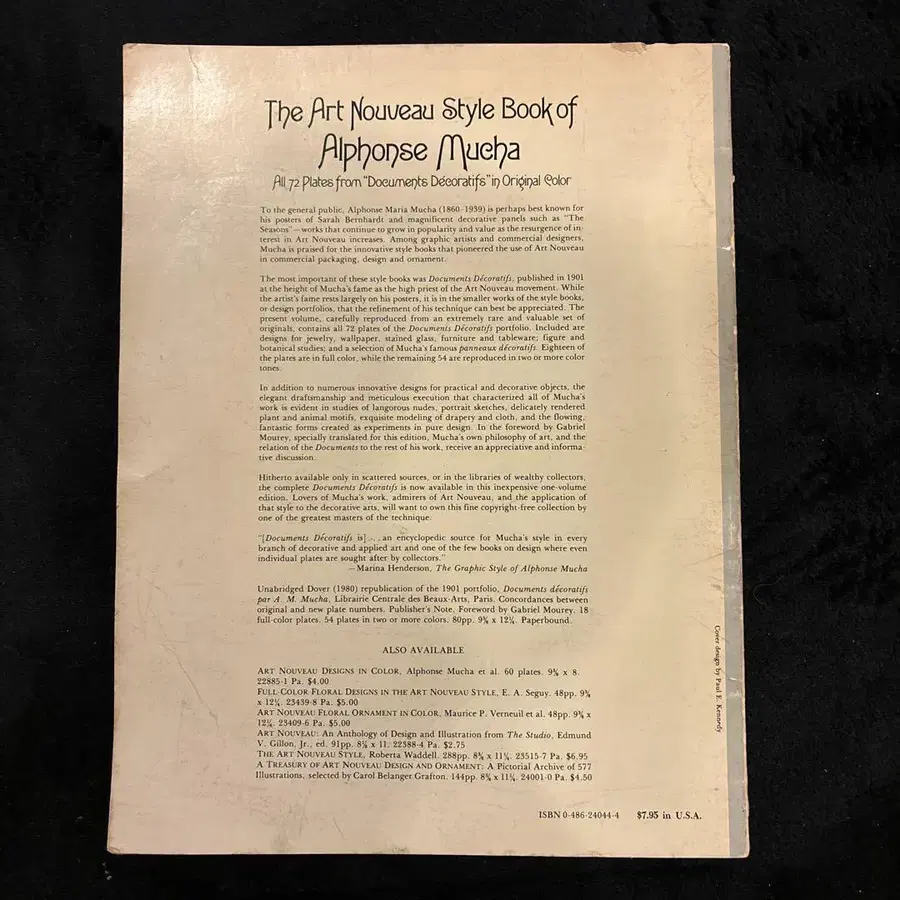 The Art Nouveau Style Book of
Alphonse Mucha
All 72 Plates from "Documents Décoratifs" in Original Color
To the general public, Alphonse Maria Mucha (1860-1939) is perhaps best known for
his posters of Sarah Bernhardt and magnificent decorative panels such as "The
Seasons"—works that continue to grow in popularity and value as the resurgence of in-
terest in Art Nouveau increases. Among graphic artists and commercial designers,
Mucha is praised for the innovative style books that pioneered the use of Art Nouveau
in commercial packaging, design and ornament.
The most important of these style books was Documents Décoratifs, published in 1901
at the height of Mucha's fame as the high priest of the Art Nouveau movement. While
the artist's fame rests largely on his posters, it is in the smaller works of the style books,
or design portfolios, that the refinement of his technique can best be appreciated. The
present volume, carefully reproduced from an extremely rare and valuable set of
originals, contains all 72 plates of the Documents Décoratifs portfolio. Included are
designs for jewelry, wallpaper, stained glass, furniture and tableware; figure and
botanical studies; and a selection of Mucha's famous panneaux décoratifs. Eighteen of
the plates are in full color, while the remaining 54 are reproduced in two or more color
tones.
In addition to numerous innovative designs for practical and decorative objects, the
elegant draftsmanship and meticulous execution that characterized all of Mucha's
work is evident in studies of langorous nudes, portrait sketches, delicately rendered
plant and animal motifs, exquisite modeling of drapery and cloth, and the flowing,
fantastic forms created as experiments in pure design. In the foreword by Gabriel
Mourey, specially translated for this edition, Mucha's own philosophy of art, and the
relation of the Documents to the rest of his work, receive an appreciative and informa-
tive discussion.
Hitherto available only in scattered sources, or in the libraries of wealthy collectors,
the complete Documents Décoratifs is now available in this inexpensive one-volume
edition. Lovers of Mucha's work, admirers of Art Nouveau, and the application of
that style to the decorative arts, will want to own this fine copyright-free collection by
one of the greatest masters of the technique.
"[Documents Décoratifs is] . . . an encyclopedic source for Mucha's style in every
branch of decorative and applied art and one of the few books on design where even
individual plates are sought after by collectors."
—Marina Henderson, The Graphic Style of Alphonse Mucha
Unabridged Dover (1980) republication of the 1901 portfolio, Documents décoratifs
par A. M. Mucha, Librairie Centrale des Beaux-Arts, Paris. Concordances between
original and new plate numbers. Publisher's Note. Foreword by Gabriel Mourey. 18
full-color plates. 54 plates in two or more colors. 80pp. 9⅜ x 12¼. Paperbound.
ALSO AVAILABLE
ART NOUVEAU DESIGNS IN COLOR, Alphonse Mucha et al. 60 plates. 9⅜ x 8.
22885-1 Pa. $4.00
FULL-COLOR FLORAL DESIGNS IN THE ART NOUVEAU STYLE, E. A. Seguy. 48pp. 9⅜
x 12¼. 23439-8 Pa. $5.00
ART NOUVEAU FLORAL ORNAMENT IN COLOR, Maurice P. Verneuil et al. 48pp. 9⅜ x
12¼. 23409-6 Pa. $5.00
ART NOUVEAU: An Anthology of Design and Illustration from The Studio, Edmund
V. Gillon, Jr., ed. 91pp. 8⅜ x 11. 22388-4 Pa. $2.75
THE ART NOUVEAU STYLE, Roberta Waddell. 288pp. 8⅜ x 11¼. 23515-7 Pa. $6.95
A TREASURY OF ART NOUVEAU DESIGN AND ORNAMENT: A Pictorial Archive of 577
Illustrations, selected by Carol Belanger Grafton. 144pp. 8⅜ x 11¼. 24001-0 Pa. $4.50
ISBN 0-486-24044-4 $7.95 in U.S.A.
Cover design by Paul E. Kennedy